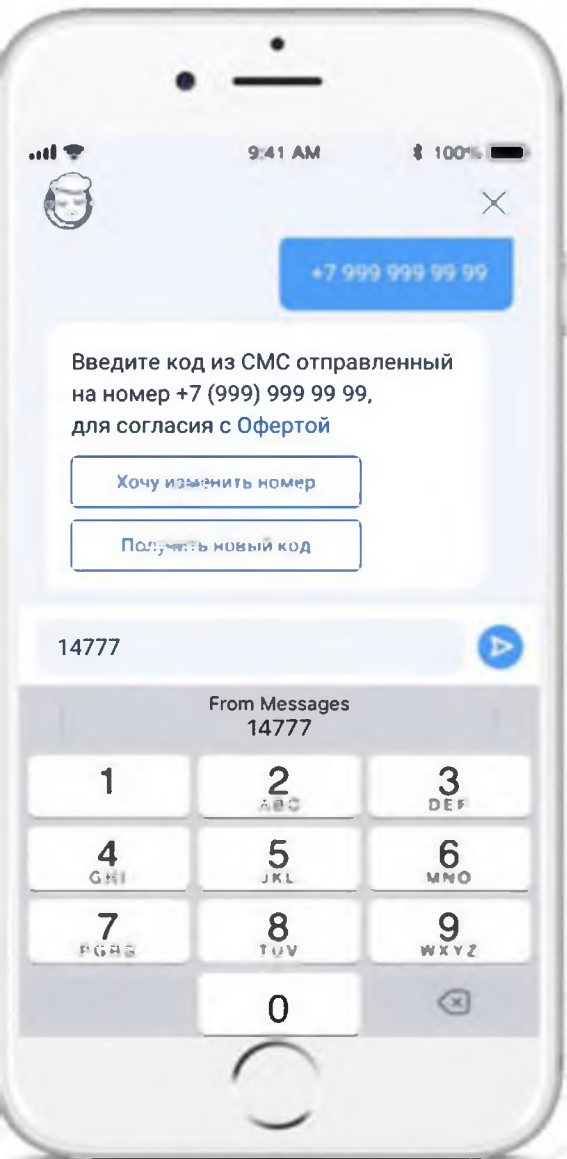 9:41 AM 100%
+7 999 999 99 99
Введите код из СМС отправленный
на номер +7 (999) 999 99 99,
для согласия с Офертой
Хочу изменить номер
Получить новый код
14777
From Messages
14777
1 2 3
ABC DEF
4 5 6
GHI JKL MNO
7 8 9
PQRS TUV WXYZ
0